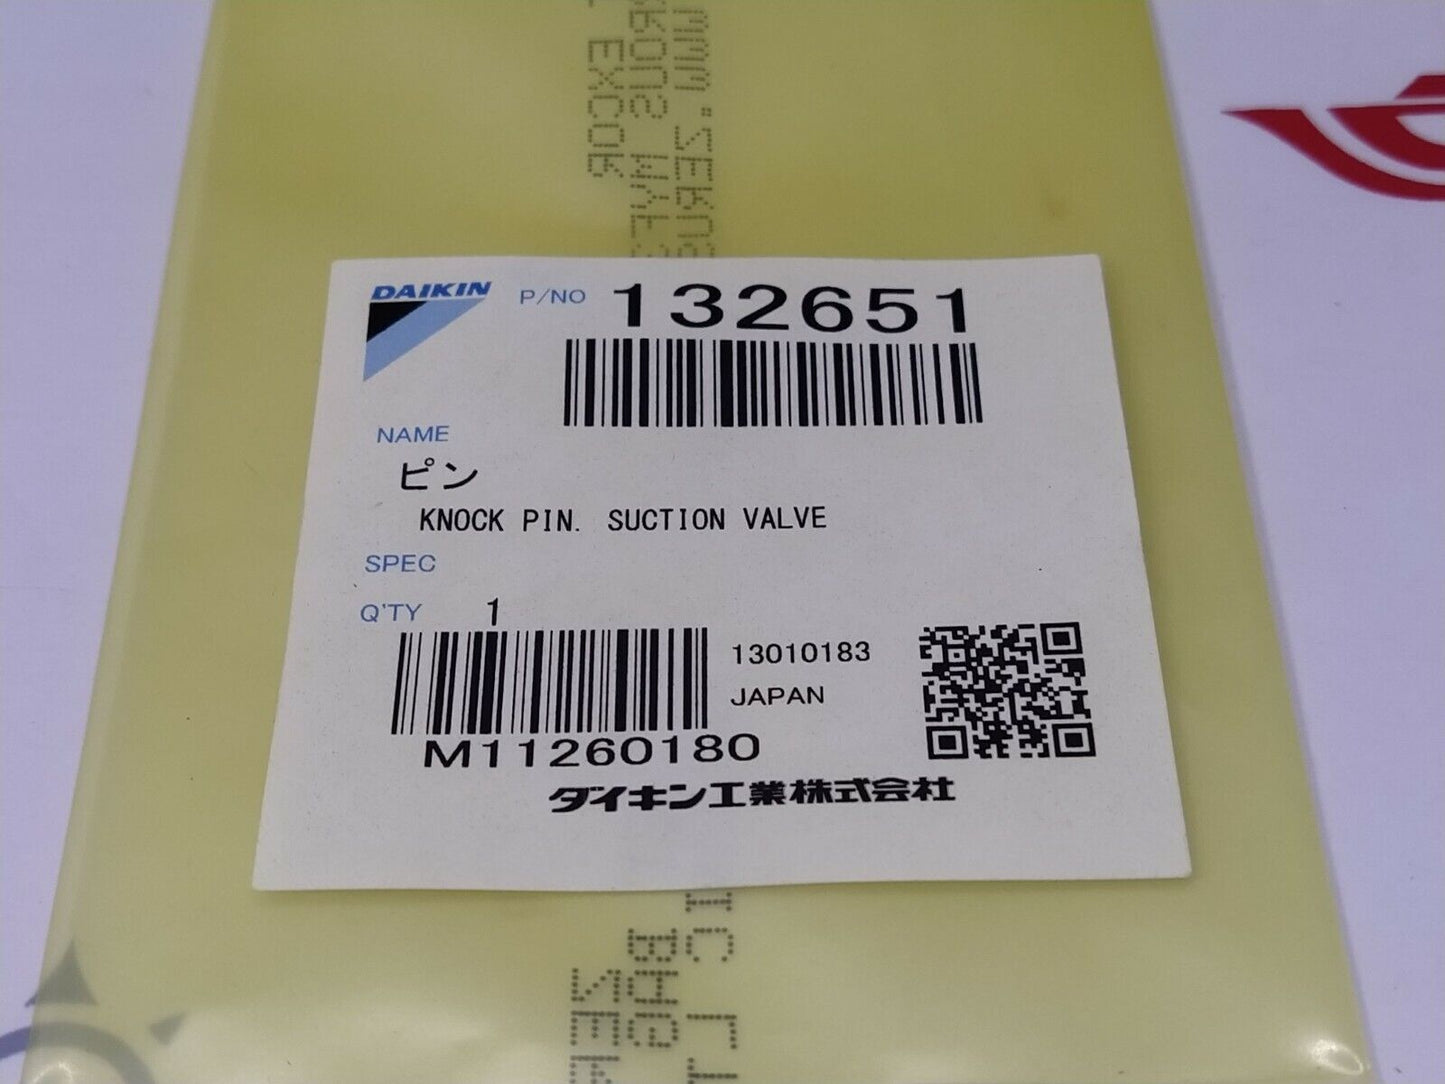 EXCOR
DAIKIN
P/NO 132651
NAME
ピン
KNOCK PIN. SUCTION VALVE
SPEC
Q'TY 1
13010183
JAPAN
M11260180
ダイキン工業株式会社